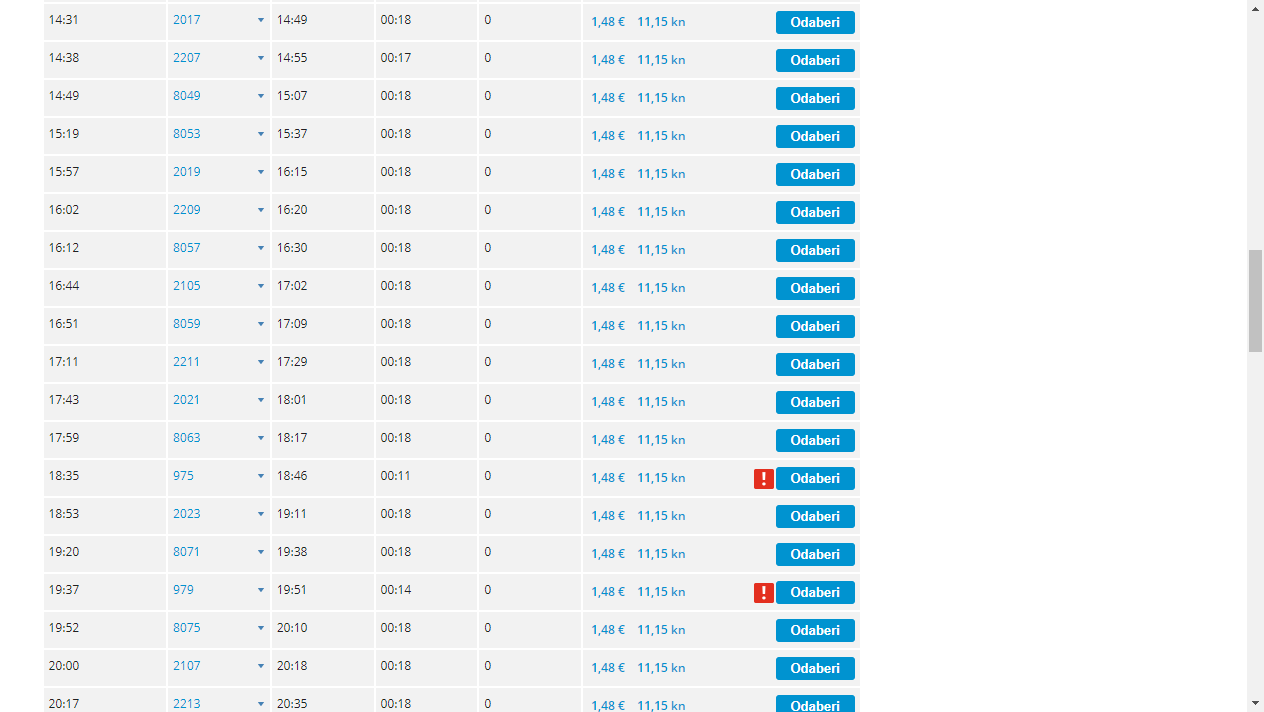 14:31 2017 14:49 00:18 0 1,48 € 11,15 kn Odaberi
14:38 2207 14:55 00:17 0 1,48 € 11,15 kn Odaberi
14:49 8049 15:07 00:18 0 1,48 € 11,15 kn Odaberi
15:19 8053 15:37 00:18 0 1,48 € 11,15 kn Odaberi
15:57 2019 16:15 00:18 0 1,48 € 11,15 kn Odaberi
16:02 2209 16:20 00:18 0 1,48 € 11,15 kn Odaberi
16:12 8057 16:30 00:18 0 1,48 € 11,15 kn Odaberi
16:44 2105 17:02 00:18 0 1,48 € 11,15 kn Odaberi
16:51 8059 17:09 00:18 0 1,48 € 11,15 kn Odaberi
17:11 2211 17:29 00:18 0 1,48 € 11,15 kn Odaberi
17:43 2021 18:01 00:18 0 1,48 € 11,15 kn Odaberi
17:59 8063 18:17 00:18 0 1,48 € 11,15 kn Odaberi
18:35 975 18:46 00:11 0 1,48 € 11,15 kn ! Odaberi
18:53 2023 19:11 00:18 0 1,48 € 11,15 kn Odaberi
19:20 8071 19:38 00:18 0 1,48 € 11,15 kn Odaberi
19:37 979 19:51 00:14 0 1,48 € 11,15 kn ! Odaberi
19:52 8075 20:10 00:18 0 1,48 € 11,15 kn Odaberi
20:00 2107 20:18 00:18 0 1,48 € 11,15 kn Odaberi
20:17 2213 20:35 00:18 0 1,48 € 11,15 kn Odaberi